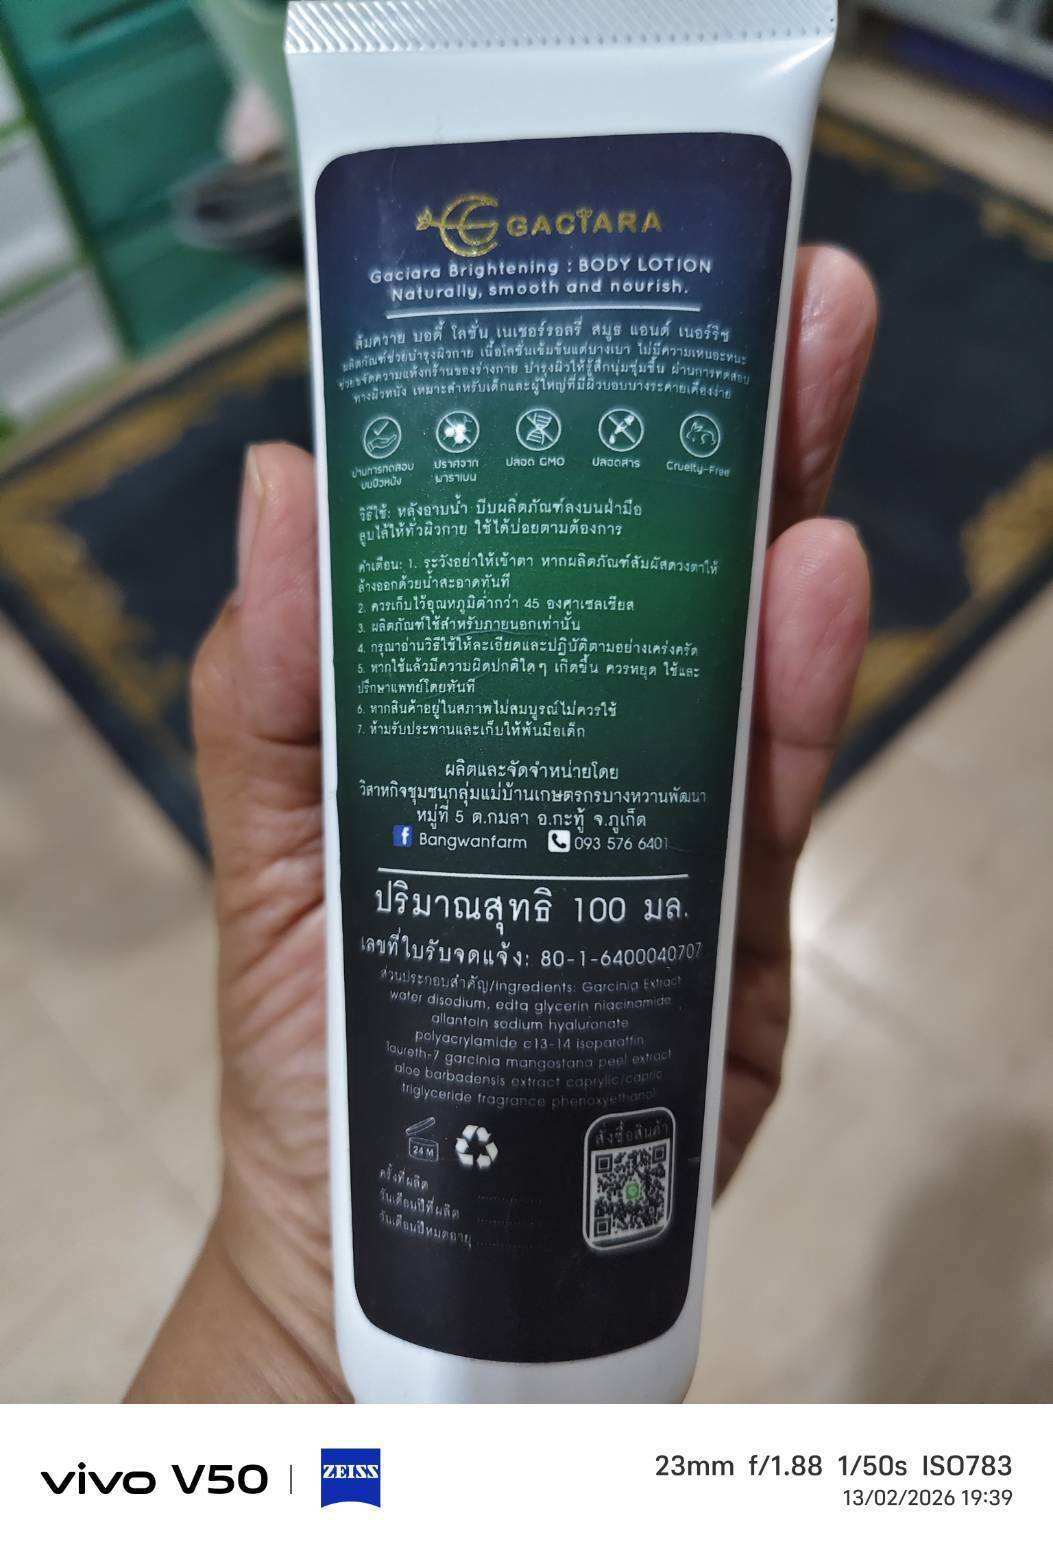 GACIARA
Gaciara Brightening : BODY LOTION
Naturally, smooth and nourish.
ส้มควาย บอดี้ โลชั่น เนเชอร์รอลรี่ สมูธ แอนด์ เนอร์ริช
ผลิตภัณฑ์ช่วยบำรุงผิวกาย เนื้อโลชั่นเข้มข้นแต่บางเบา ไม่มีความเหนอะหนะ
ช่วยขจัดความแห้งกร้านของร่างกาย บำรุงผิวให้รู้สึกนุ่มชุ่มชื้น ผ่านการทดสอบ
ทางผิวหนัง เหมาะสำหรับเด็กและผู้ใหญ่ที่มีผิวบอบบางระคายเคืองง่าย
ผ่านการทดสอบ
บนผิวหนัง
ปราศจาก
พาราเบน
ปลอด GMO
ปลอดสาร
Cruelty-Free
วิธีใช้: หลังอาบน้ำ บีบผลิตภัณฑ์ลงบนฝ่ามือ
ลูบไล้ให้ทั่วผิวกาย ใช้ได้บ่อยตามต้องการ
คำเตือน: 1. ระวังอย่าให้เข้าตา หากผลิตภัณฑ์สัมผัสดวงตาให้
ล้างออกด้วยน้ำสะอาดทันที
2. ควรเก็บไว้อุณหภูมิต่ำกว่า 45 องศาเซลเซียส
3. ผลิตภัณฑ์ใช้สำหรับภายนอกเท่านั้น
4. กรุณาอ่านวิธีใช้ให้ละเอียดและปฏิบัติตามอย่างเคร่งครัด
5. หากใช้แล้วมีความผิดปกติใดๆ เกิดขึ้น ควรหยุด ใช้และ
ปรึกษาแพทย์โดยทันที
6. หากสินค้าอยู่ในสภาพไม่สมบูรณ์ไม่ควรใช้
7. ห้ามรับประทานและเก็บให้พ้นมือเด็ก
ผลิตและจัดจำหน่ายโดย
วิสาหกิจชุมชนกลุ่มแม่บ้านเกษตรกรบางหวานพัฒนา
หมู่ที่ 5 ต.กมลา อ.กะทู้ จ.ภูเก็ต
f Bangwanfarm 093 576 6401
ปริมาณสุทธิ 100 มล.
เลขที่ใบรับจดแจ้ง: 80-1-6400040707
ส่วนประกอบสำคัญ/Ingredients: Garcinia Extract
water disodium, edta glycerin niacinamide
allantoin sodium hyaluronate
polyacrylamide c13-14 isoparaffin
laureth-7 garcinia mangostana peel extract
aloe barbadensis extract caprylic/capric
triglyceride fragrance phenoxyethanol
24 M
สั่งซื้อสินค้า
ครั้งที่ผลิต
วันเดือนปีที่ผลิต
วันเดือนปีหมดอายุ
vivo V50 | ZEISS
23mm f/1.88 1/50s ISO783
13/02/2026 19:39